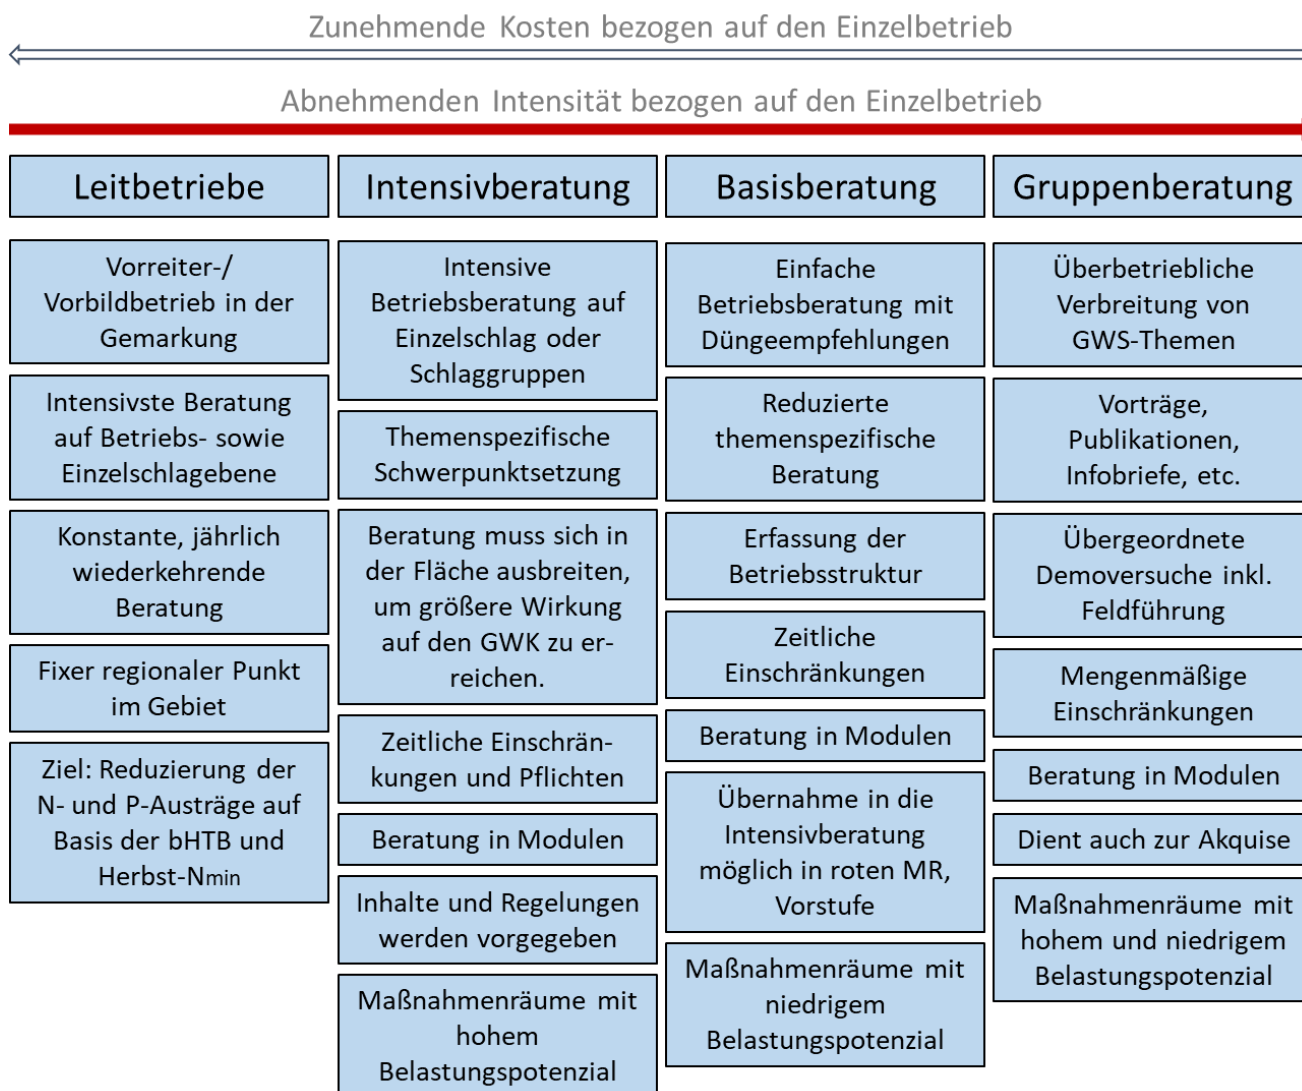 Zunehmende Kosten bezogen auf den Einzelbetrieb
Abnehmenden Intensität bezogen auf den Einzelbetrieb
Leitbetriebe
Vorreiter-/
Vorbildbetrieb in der
Gemarkung
Intensivste Beratung
auf Betriebs- sowie
Einzelschlagebene
Konstante, jährlich
wiederkehrende
Beratung
Fixer regionaler Punkt
im Gebiet
Ziel: Reduzierung der
N- und P-Austräge auf
Basis der bHTB und
Herbst-Nmin
Intensivberatung
Intensive
Betriebsberatung auf
Einzelschlag oder
Schlaggruppen
Themenspezifische
Schwerpunktsetzung
Beratung muss sich in
der Fläche ausbreiten,
um größere Wirkung
auf den GWK zu er-
reichen.
Zeitliche Einschrän-
kungen und Pflichten
Beratung in Modulen
Inhalte und Regelungen
werden vorgegeben
Maßnahmenräume mit
hohem
Belastungspotenzial
Basisberatung
Einfache
Betriebsberatung mit
Düngeempfehlungen
Reduzierte
themenspezifische
Beratung
Erfassung der
Betriebsstruktur
Zeitliche
Einschränkungen
Beratung in Modulen
Übernahme in die
Intensivberatung
möglich in roten MR,
Vorstufe
Maßnahmenräume mit
niedrigem
Belastungspotenzial
Gruppenberatung
Überbetriebliche
Verbreitung von
GWS-Themen
Vorträge,
Publikationen,
Infobriefe, etc.
Übergeordnete
Demoversuche inkl.
Feldführung
Mengenmäßige
Einschränkungen
Beratung in Modulen
Dient auch zur Akquise
Maßnahmenräume mit
hohem und niedrigem
Belastungspotenzial